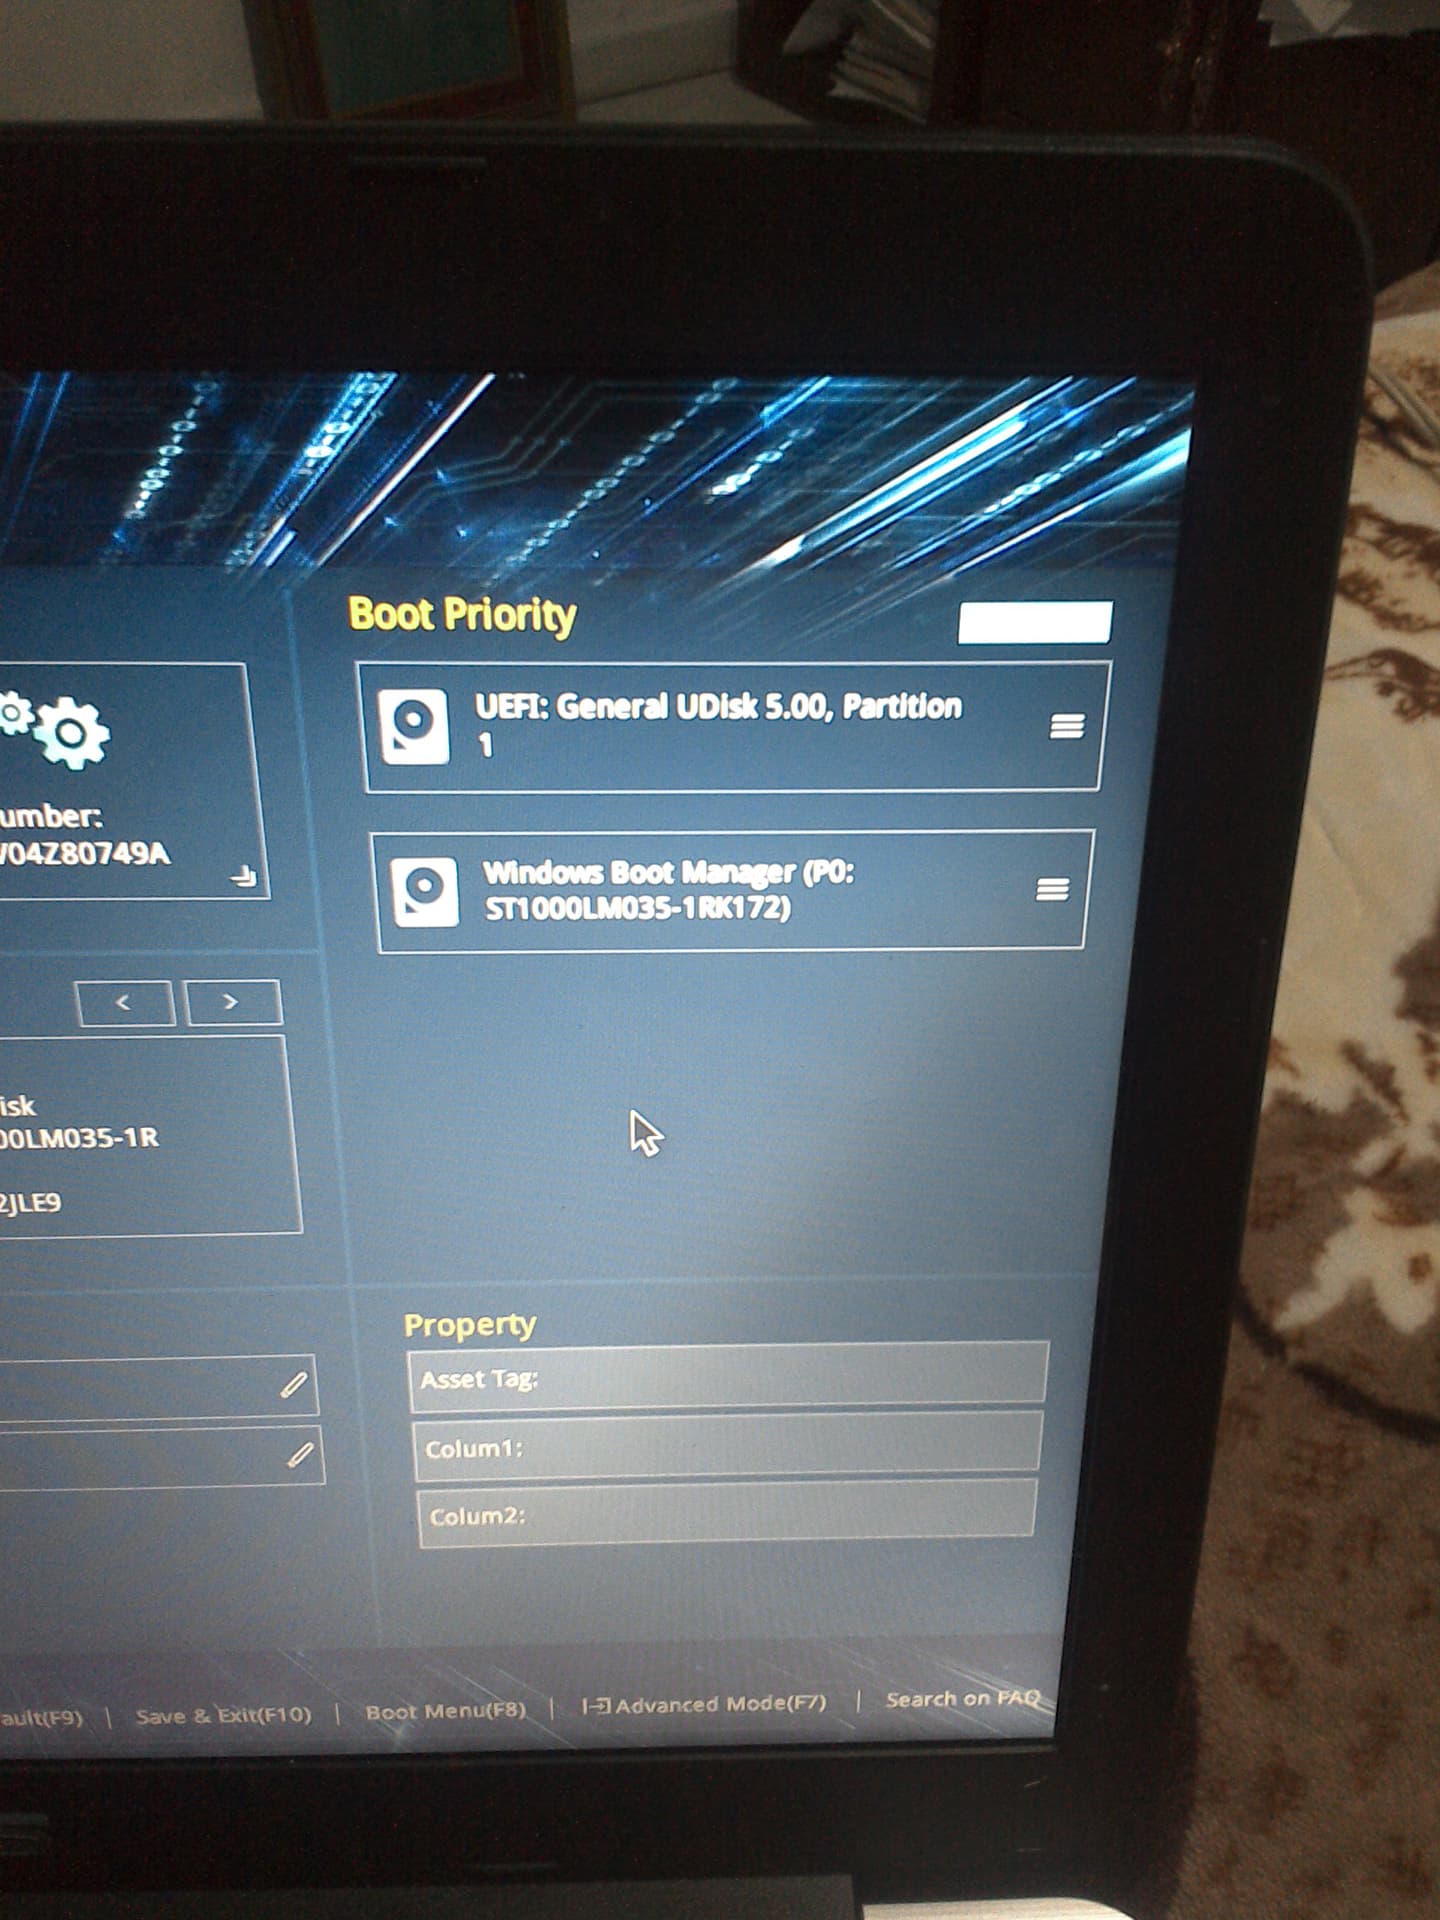 Boot Priority
UEFI: General UDisk 5.00, Partition
1
umber:
/04Z80749A
Windows Boot Manager (P0:
ST1000LM035-1RK172)
<
>
isk
00LM035-1R
2JLE9
Property
Asset Tag:
Colum1:
Colum2:
ault(F9) | Save & Exit(F10) | Boot Menu(F8) | Advanced Mode(F7) | Search on FAQ